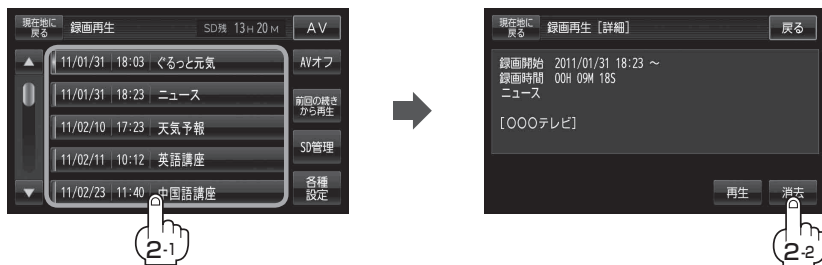 現在地に
戻る
録画再生
SD残 13H20M
AV
11/01/31 18:03 ぐるっと元気
AVオフ
11/01/31 18:23 ニュース
前回の続き
から再生
11/02/10 17:23 天気予報
11/02/11 10:12 英語講座
SD管理
11/02/23 11:40 中国語講座
各種
設定
2-1
現在地に
戻る
録画再生［詳細］
戻る
録画開始 2011/01/31 18:23 ～
録画時間 00H 09M 18S
ニュース
[〇〇〇テレビ]
再生
消去
2-2